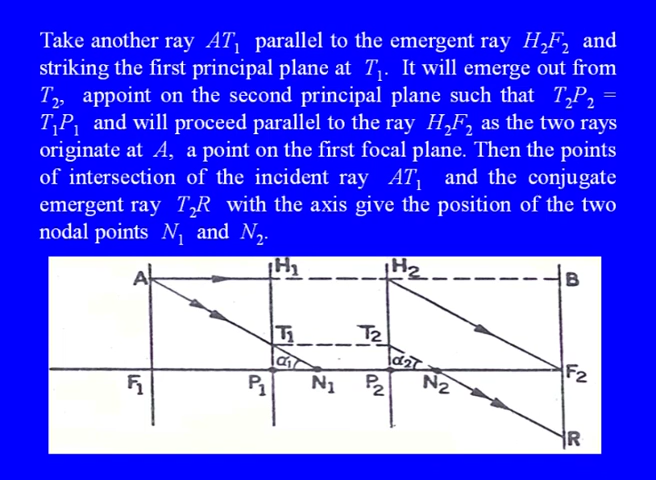 Take another ray AT₁ parallel to the emergent ray H₂F₂ and
striking the first principal plane at T₁. It will emerge out from
T₂, appoint on the second principal plane such that T₂P₂ =
T₁P₁ and will proceed parallel to the ray H₂F₂ as the two rays
originate at A, a point on the first focal plane. Then the points
of intersection of the incident ray AT₁ and the conjugate
emergent ray T₂R with the axis give the position of the two
nodal points N₁ and N₂.
A H₁ H₂ B
T₁ T₂
α₁ α₂
F₁ P₁ N₁ P₂ N₂ F₂
R